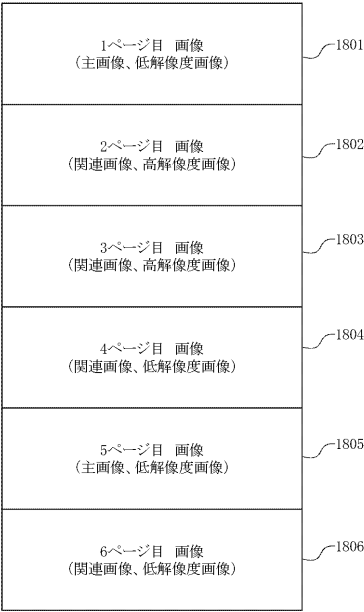 1ページ目 画像
(主画像、低解像度画像)
1801
2ページ目 画像
(関連画像、高解像度画像)
1802
3ページ目 画像
(関連画像、高解像度画像)
1803
4ページ目 画像
(関連画像、低解像度画像)
1804
5ページ目 画像
(主画像、低解像度画像)
1805
6ページ目 画像
(関連画像、低解像度画像)
1806